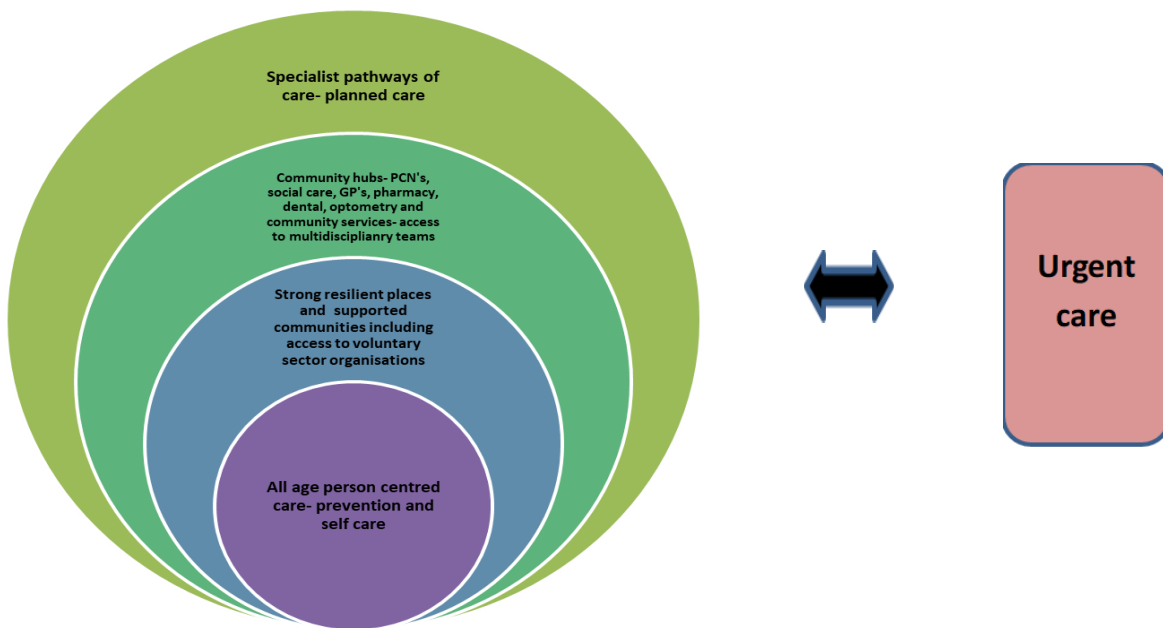 Specialist pathways of
care- planned care
Community hubs- PCN's,
social care, GP's, pharmacy,
dental, optometry and
community services- access
to multidisciplianry teams
Strong resilient places
and supported
communities including
access to voluntary
sector organisations
All age person centred
care- prevention and
self care
Urgent
care